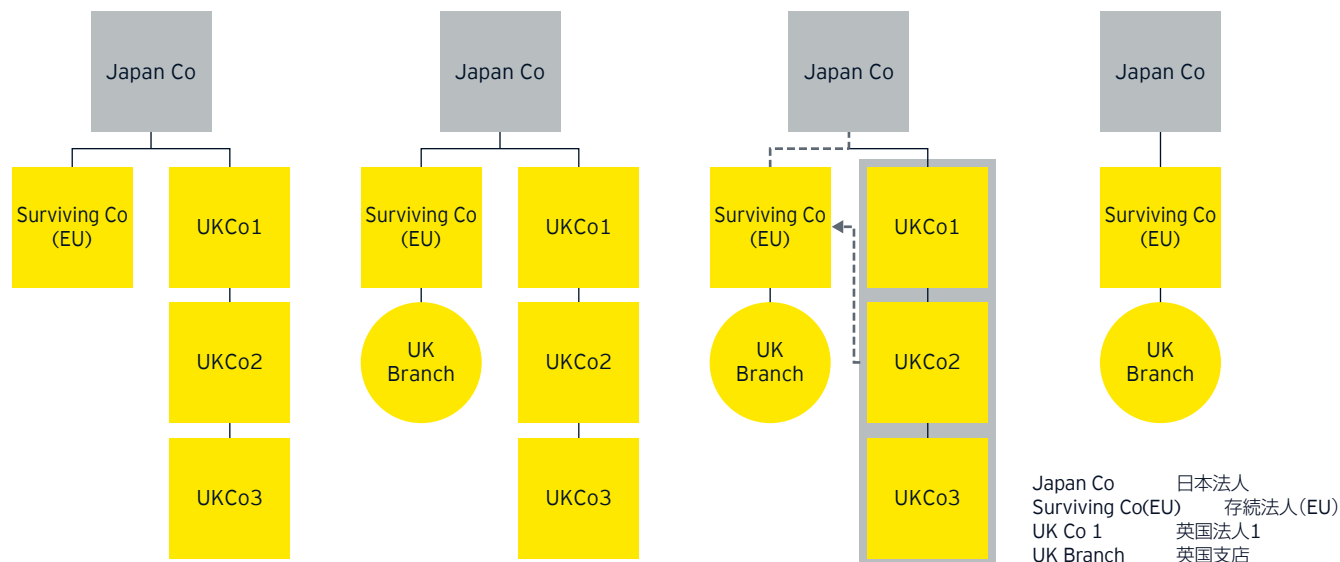 Japan Co
Surviving Co
(EU)
UKCo1
UKCo2
UKCo3
Japan Co
Surviving Co
(EU)
UK
Branch
UKCo1
UKCo2
UKCo3
Japan Co
Surviving Co
(EU)
UK
Branch
UKCo1
UKCo2
UKCo3
Japan Co
Surviving Co
(EU)
UK
Branch
Japan Co 日本法人
Surviving Co(EU) 存続法人(EU)
UK Co 1 英国法人1
UK Branch 英国支店